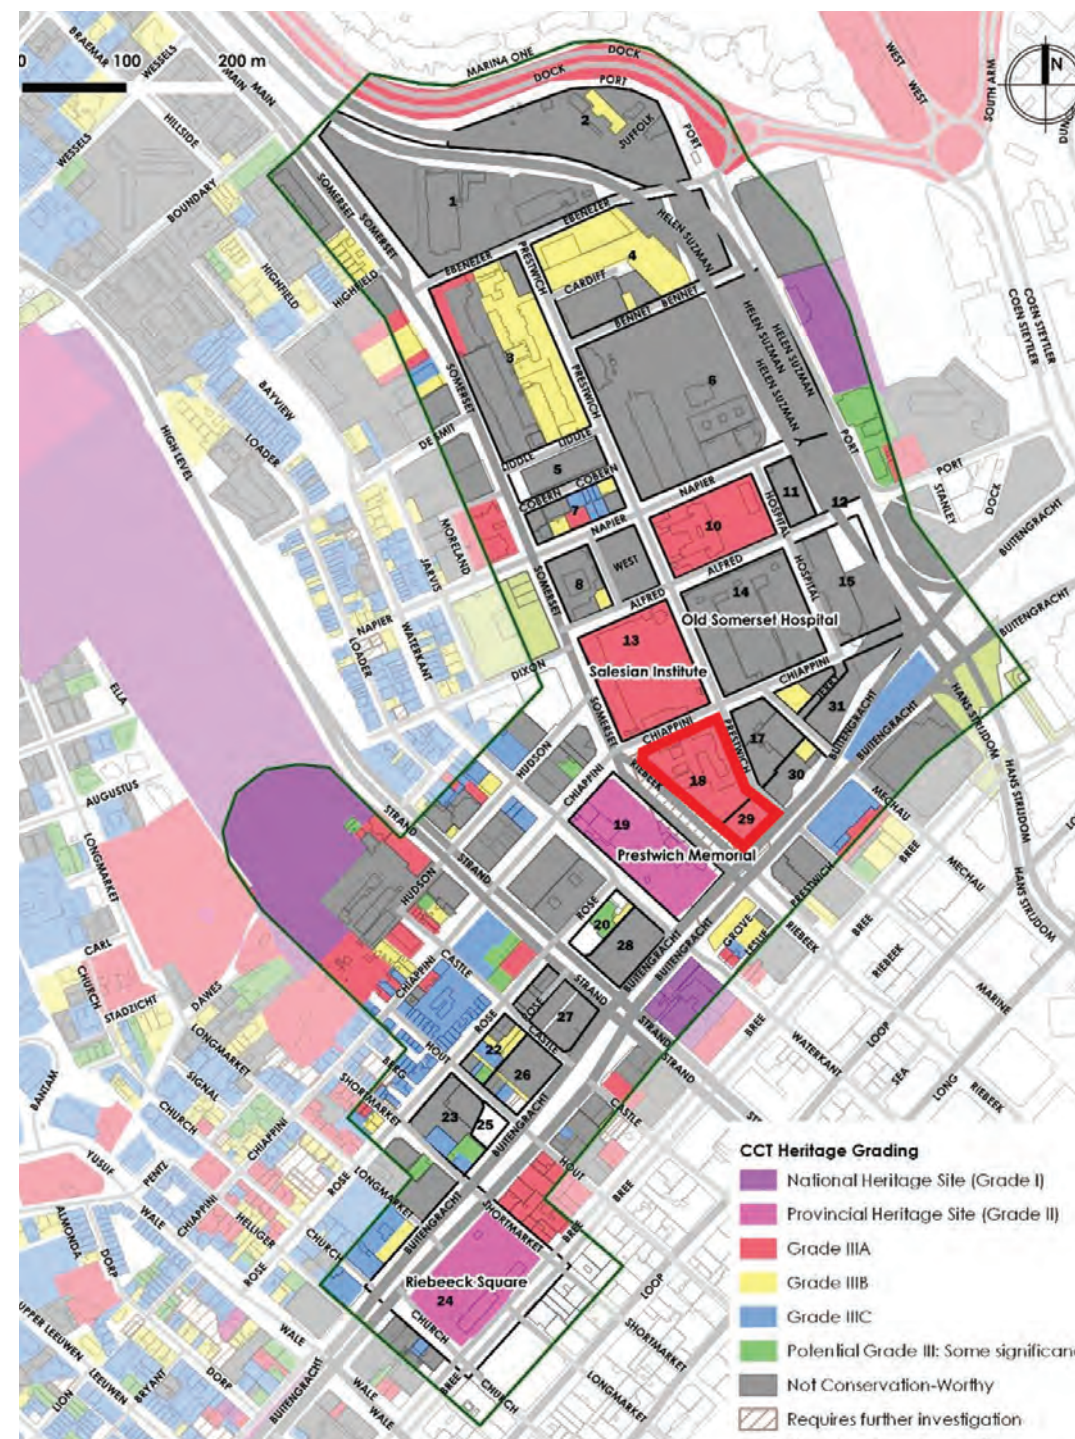 BRAEMAR
WESSELS
MAIN
MAIN
MARINA ONE
DOCK
DOCK
PORT
WEST
WEST
SOUTH ARM
N
0
100
200 m
WESSELS
HILLSIDE
BOUNDARY
SOMERSET
SOMERSET
2
SUFFOLK
PORT
1
EBENEZER
HELEN SUZMAN
HIGHFIELD
HIGHFIELD
EBENEZER
PRESTWICH
4
CARDIFF
BENNET
BENNET
HELEN SUZMAN
HELEN SUZMAN
HELEN SUZMAN
COEN STEYTLER
COEN STEYTLER
3
SOMERSET
PRESTWICH
6
BAYVIEW
LOADER
HIGH LEVEL
DE SMIT
LIDDLE
LIDDLE
5
COBERN
COBERN
7
NAPIER
NAPIER
PORT
PORT
STANLEY
DOCK
BUITENGRACHT
11
12
HOSPITAL
10
MORELAND
JARVIS
SOMERSET
8
WEST
ALFRED
ALFRED
14
HOSPITAL
15
BUITENGRACHT
NAPIER
LOADER
WATERKANT
DIXON
13
Old Somerset Hospital
Salesian Institute
CHIAPPINI
JERRY
31
ELLA
SOMERSET
CHIAPPINI
PRESTWICH
17
30
BUITENGRACHT
BUITENGRACHT
HANS STRIJDOM
HANS STRIJDOM
HANS STRIJDOM
HUDSON
CHIAPPINI
RIEBEEK
18
29
AUGUSTUS
STRAND
19
Prestwich Memorial
MECHAU
BREE
MECHAU
LONGMARKET
STRAND
HUDSON
PRESTWICH
RIEBEEK
BREE
RIEBEEK
MARINE
ROSE
20
28
BUITENGRACHT
BUITENGRACHT
GROVE
LESLIE
CARL
CHURCH
STADZICHT
DAWES
CHIAPPINI
CASTLE
STRAND
STRAND
STRAND
BREE
WATERKANT
LOOP
SEA
LONG
RIEBEEK
LONGMARKET
SIGNAL
HOUT
ROSE
ROSE
27
CASTLE
22
26
BERG
SHORTMARKET
BANTAM
CHURCH
CHIAPPINI
23
25
BUITENGRACHT
CASTLE
HOUT
BREE
YUSUF
PENTZ
WALE
CHIAPPINI
HELLIGER
ROSE
LONGMARKET
CHURCH
BUITENGRACHT
SHORTMARKET
BREE
ALMONDA
DORP
ROSE
Riebeeck Square
24
LOOP
UPPER LEEUWEN
LEEUWEN
LION
BRYANT
DORP
WALE
BUITENGRACHT
CHURCH
WALE
WALE
BREE
CHURCH
SHORTMARKET
LONGMARKET
CCT Heritage Grading
National Heritage Site (Grade I)
Provincial Heritage Site (Grade II)
Grade IIIA
Grade IIIB
Grade IIIC
Potential Grade III: Some significan
Not Conservation-Worthy
Requires further investigation